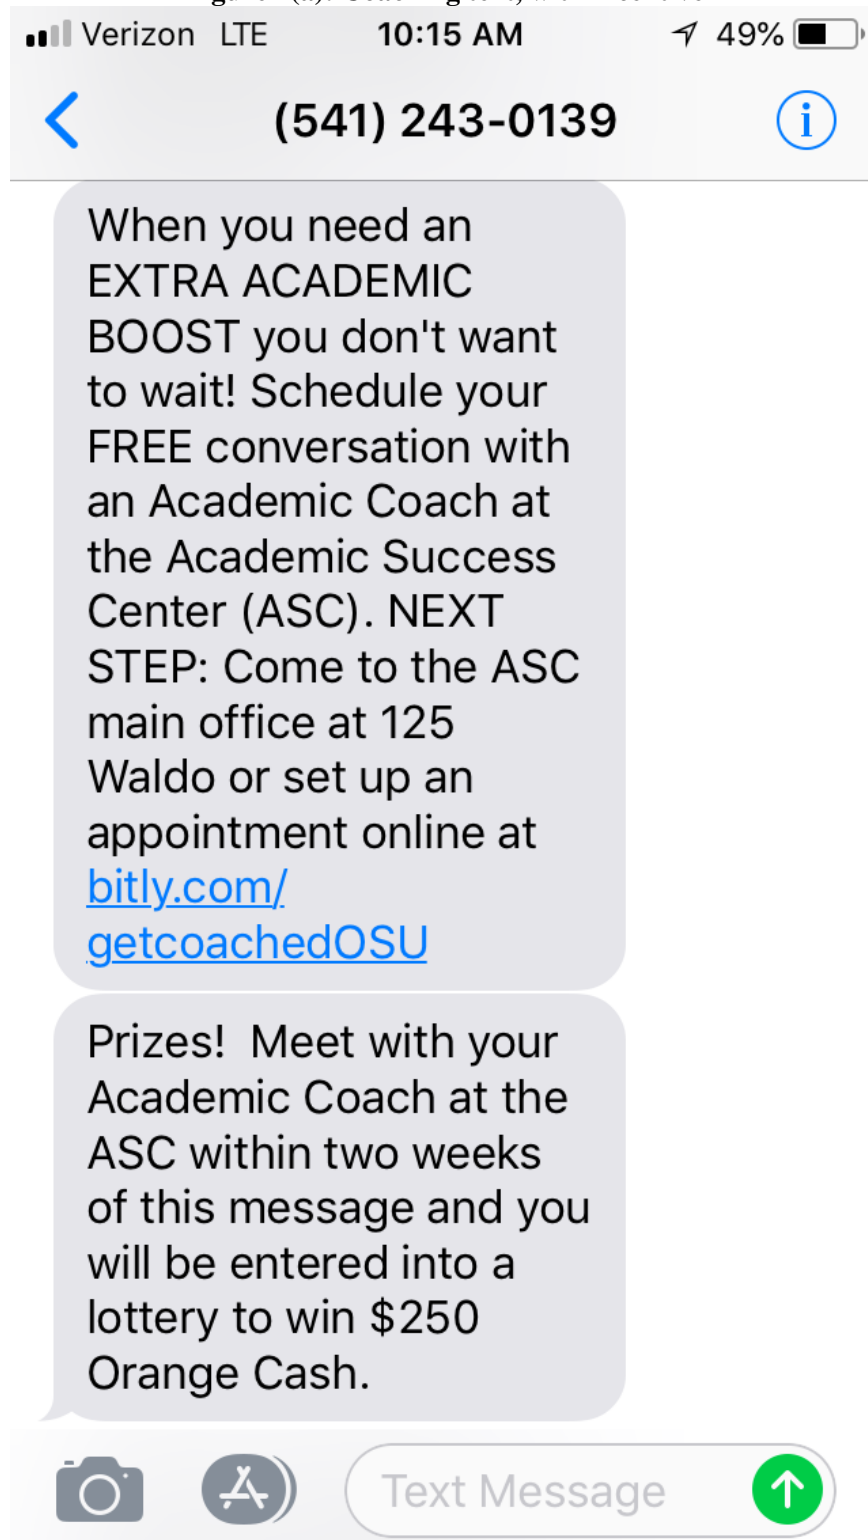 Verizon LTE 10:15 AM 49%
(541) 243-0139
When you need an
EXTRA ACADEMIC
BOOST you don't want
to wait! Schedule your
FREE conversation with
an Academic Coach at
the Academic Success
Center (ASC). NEXT
STEP: Come to the ASC
main office at 125
Waldo or set up an
appointment online at
bitly.com/
getcoachedOSU
Prizes!  Meet with your
Academic Coach at the
ASC within two weeks
of this message and you
will be entered into a
lottery to win $250
Orange Cash.
Text Message